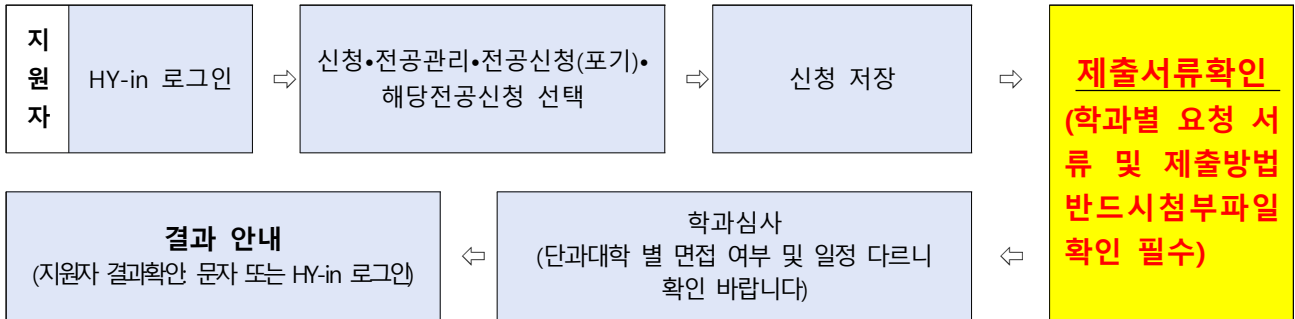 지
원
자
HY-in 로그인
⇨
신청•전공관리•전공신청(포기)•
해당전공신청 선택
⇨
신청 저장
⇨
제출서류확인
(학과별 요청 서
류 및 제출방법
반드시첨부파일
확인 필수)
⇦
학과심사
(단과대학 별 면접 여부 및 일정 다르니
확인 바랍니다)
⇦
결과 안내
(지원자 결과확인: 문자 또는 HY-in 로그인)